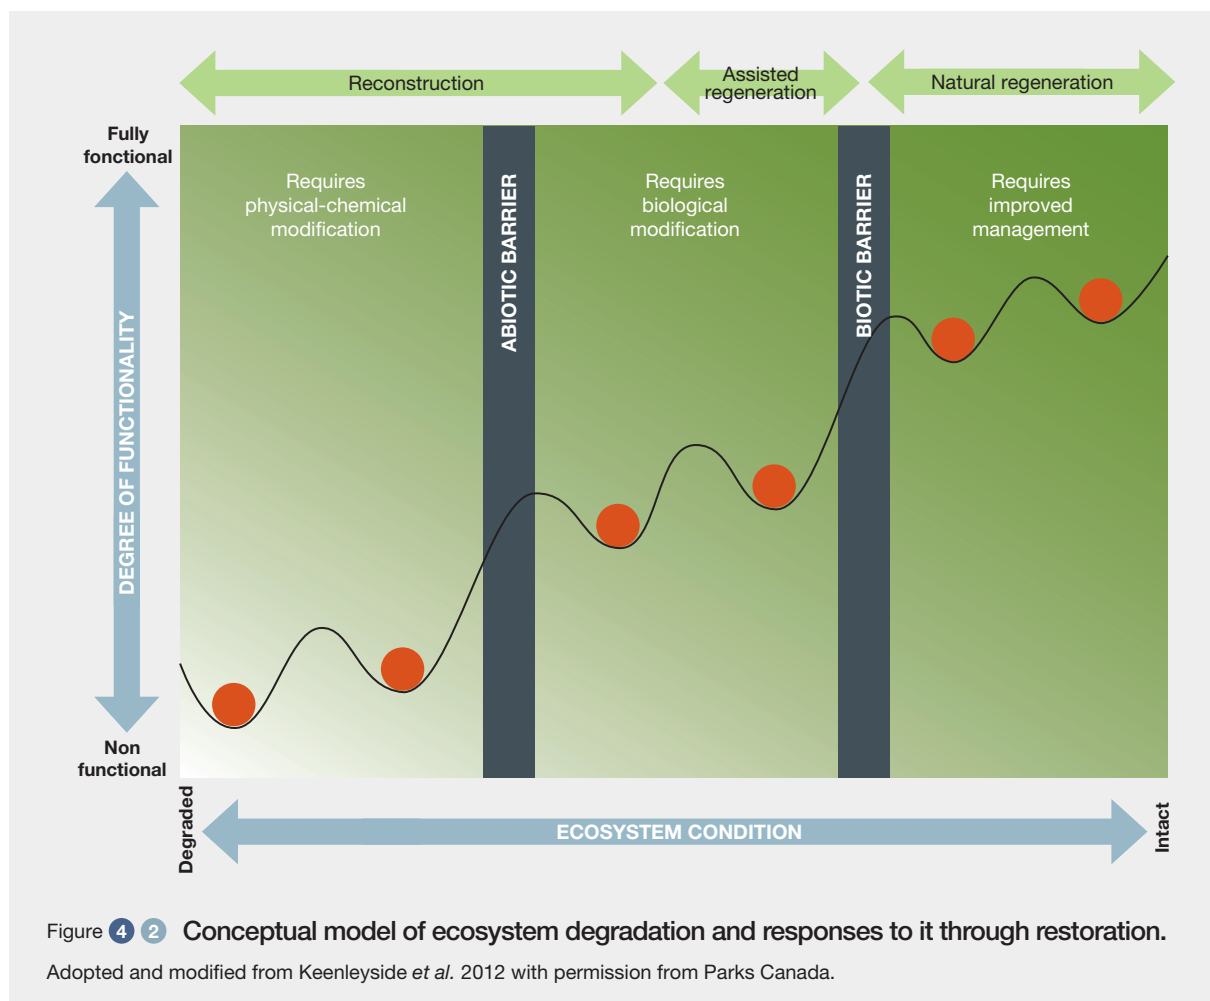 Reconstruction
Assisted
regeneration
Natural regeneration
Fully
fonctional
DEGREE OF FUNCTIONALITY
Non
functional
Requires
physical-chemical
modification
ABIOTIC BARRIER
Requires
biological
modification
BIOTIC BARRIER
Requires
improved
management
Degraded
ECOSYSTEM CONDITION
Intact
Figure 4 2 Conceptual model of ecosystem degradation and responses to it through restoration.
Adopted and modified from Keenleyside et al. 2012 with permission from Parks Canada.